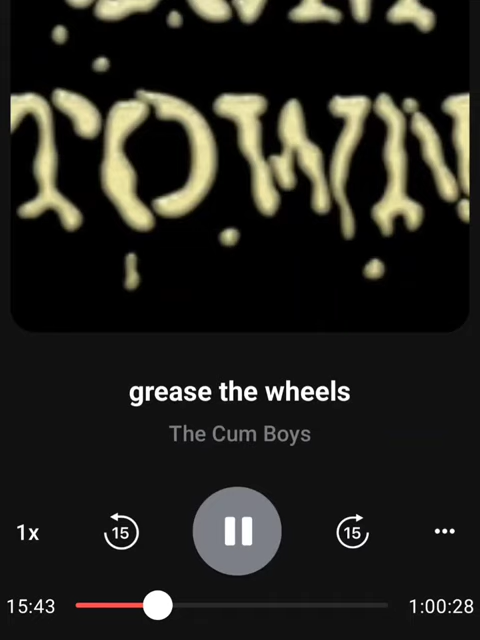 TOWN
grease the wheels
The Cum Boys
1x
15
15
15:43
1:00:28